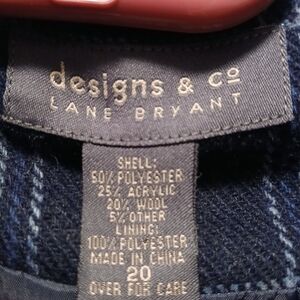 designs & Co
LANE BRYANT
SHELL:
50% POLYESTER
25% ACRYLIC
20% WOOL
5% OTHER
LINING:
100% POLYESTER
MADE IN CHINA
20
OVER FOR CARE